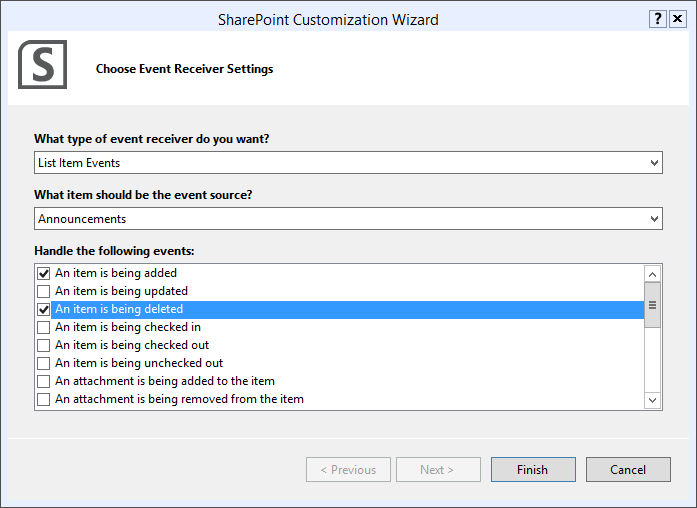 SharePoint Customization Wizard
?
S
Choose Event Receiver Settings
What type of event receiver do you want?
List Item Events
What item should be the event source?
Announcements
Handle the following events:
An item is being added
An item is being updated
An item is being deleted
An item is being checked in
An item is being checked out
An item is being unchecked out
An attachment is being added to the item
An attachment is being removed from the item
< Previous
Next >
Finish
Cancel